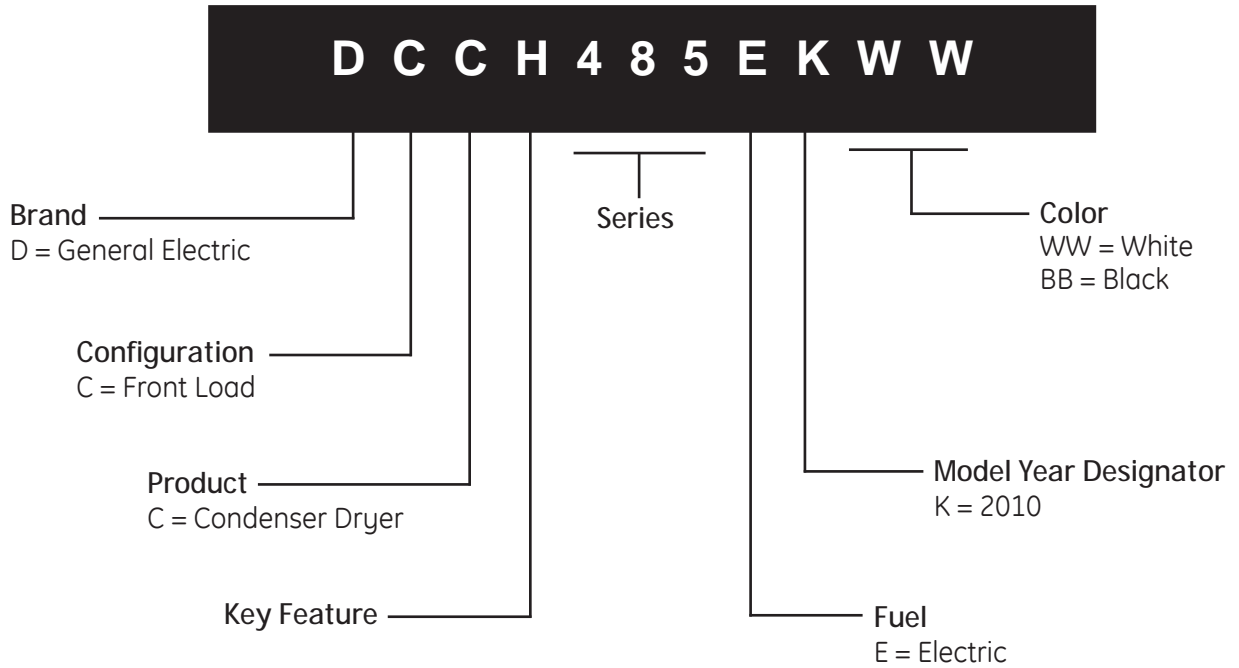 D C C H 4 8 5 E K W W
Brand
D = General Electric
Series
Color
WW = White
BB = Black
Configuration
C = Front Load
Product
C = Condenser Dryer
Model Year Designator
K = 2010
Key Feature
Fuel
E = Electric